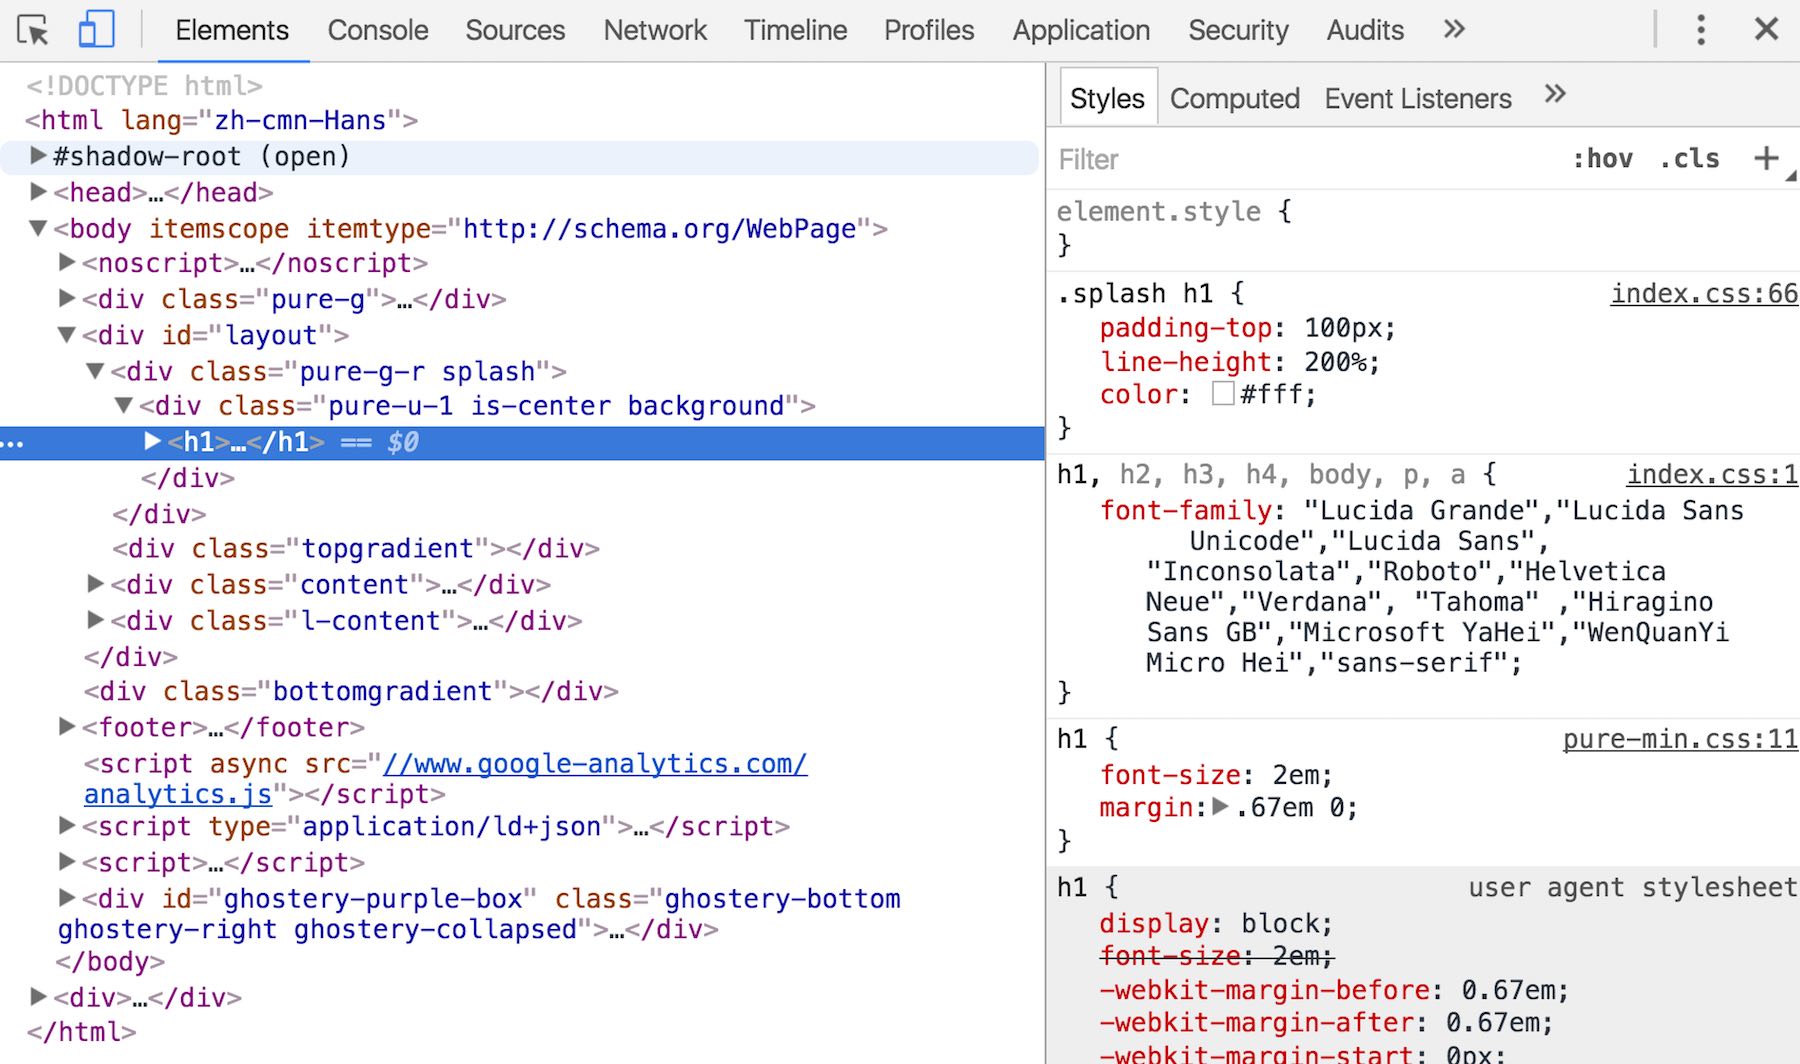 Elements Console Sources Network Timeline Profiles Application Security Audits »
<!DOCTYPE html>
<html lang="zh-cmn-Hans">
▶#shadow-root (open)
▶<head>…</head>
▼<body itemscope itemtype="http://schema.org/WebPage">
▶<noscript>…</noscript>
▶<div class="pure-g">…</div>
▼<div id="layout">
▼<div class="pure-g-r splash">
▼<div class="pure-u-1 is-center background">
… ▶<h1>…</h1> == $0
</div>
</div>
<div class="topgradient"></div>
▶<div class="content">…</div>
▶<div class="l-content">…</div>
</div>
<div class="bottomgradient"></div>
▶<footer>…</footer>
<script async src="//www.google-analytics.com/
analytics.js"></script>
▶<script type="application/ld+json">…</script>
▶<script>…</script>
▶<div id="ghostery-purple-box" class="ghostery-bottom
ghostery-right ghostery-collapsed">…</div>
</body>
▶<div>…</div>
</html>
Styles Computed Event Listeners »
Filter :hov .cls +
element.style {
}
.splash h1 { index.css:66
padding-top: 100px;
line-height: 200%;
color: #fff;
}
h1, h2, h3, h4, body, p, a { index.css:1
font-family: "Lucida Grande","Lucida Sans
Unicode","Lucida Sans",
"Inconsolata","Roboto","Helvetica
Neue","Verdana", "Tahoma" ,"Hiragino
Sans GB","Microsoft YaHei","WenQuanYi
Micro Hei","sans-serif";
}
h1 { pure-min.css:11
font-size: 2em;
margin:▶.67em 0;
}
h1 { user agent stylesheet
display: block;
font-size: 2em;
-webkit-margin-before: 0.67em;
-webkit-margin-after: 0.67em;
-webkit-margin-start: 0px;